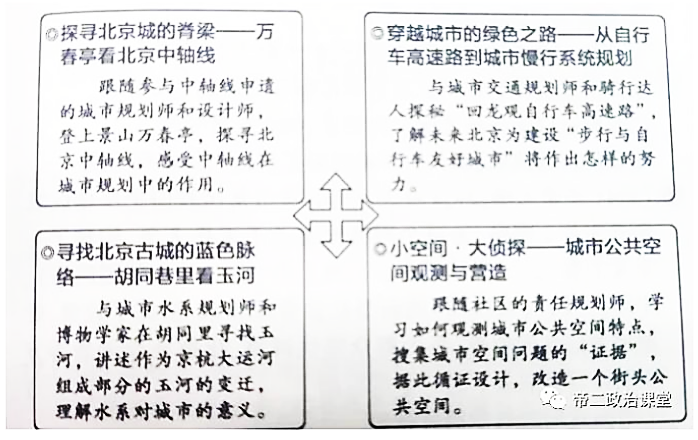 ◎探寻北京城的脊梁——万
春亭看北京中轴线
跟随参与中轴线申遗
的城市规划师和设计师，
登上景山万春亭，探寻北
京中轴线，感受中轴线在
城市规划中的作用。
◎穿越城市的绿色之路——从自行
车高速路到城市慢行系统规划
与城市交通规划师和骑行达
人探秘“回龙观自行车高速路”，
了解未来北京为建设“步行与自
行车友好城市”将作出怎样的努
力。
◎寻找北京古城的蓝色脉
络——胡同巷里看玉河
与城市水系规划师和
博物学家在胡同里寻找玉
河，讲述作为京杭大运河
组成部分的玉河的变迁，
理解水系对城市的意义。
◎小空间·大侦探——城市公共空
间观测与营造
跟随社区的责任规划师，学
习如何观测城市公共空间特点，
搜集城市空间问题的“证据”，
据此循证设计，改造一个街头公
共空间。
帝二政治课堂